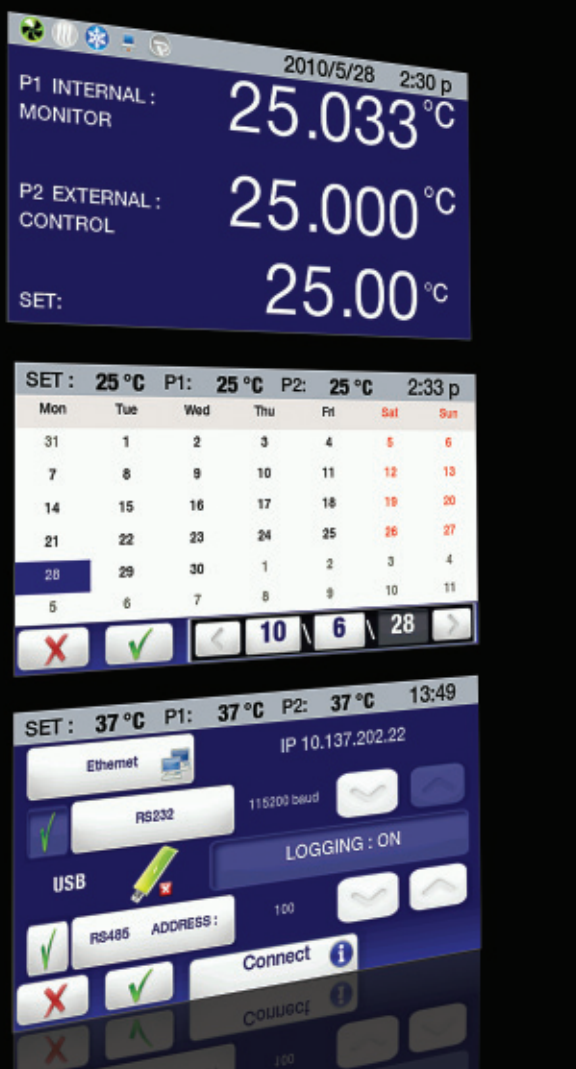 2010/5/28 2:30 p
P1 INTERNAL : 25.033 °C
MONITOR
P2 EXTERNAL : 25.000 °C
CONTROL
SET: 25.00 °C
SET : 25 °C P1: 25 °C P2: 25 °C 2:33 p
Mon Tue Wed Thu Fri Sat Sun
31 1 2 3 4 5 6
7 8 9 10 11 12 13
14 15 16 17 18 19 20
21 22 23 24 25 26 27
28 29 30 1 2 3 4
5 6 7 8 9 10 11
10 \ 6 \ 28
SET : 37 °C P1: 37 °C P2: 37 °C 13:49
Ethernet IP 10.137.202.22
RS232 115200 baud
USB LOGGING : ON
RS485 ADDRESS : 100
Connect i
Connect i
100